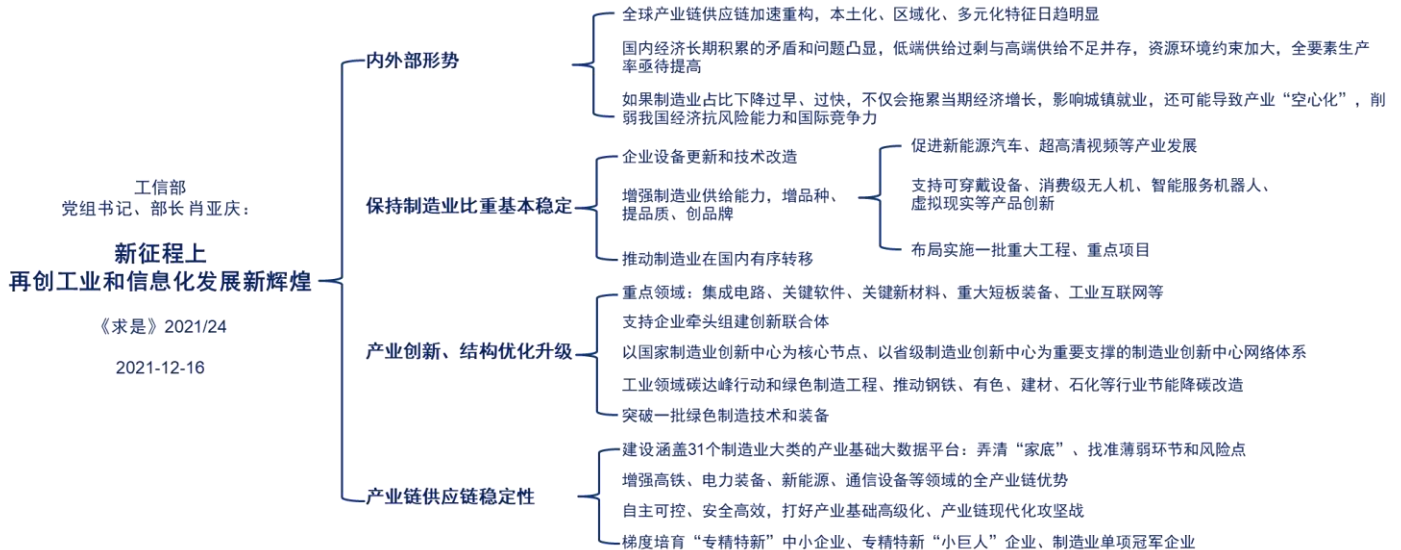 工信部
党组书记、部长肖亚庆：
新征程上
再创工业和信息化发展新辉煌
《求是》2021/24
2021-12-16
内外部形势
全球产业链供应链加速重构，本土化、区域化、多元化特征日趋明显
国内经济长期积累的矛盾和问题凸显，低端供给过剩与高端供给不足并存，资源环境约束加大，全要素生产
率亟待提高
如果制造业占比下降过早、过快，不仅会拖累当期经济增长，影响城镇就业，还可能导致产业“空心化”，削
弱我国经济抗风险能力和国际竞争力
保持制造业比重基本稳定
企业设备更新和技术改造
增强制造业供给能力，增品种、
提品质、创品牌
促进新能源汽车、超高清视频等产业发展
支持可穿戴设备、消费级无人机、智能服务机器人、
虚拟现实等产品创新
布局实施一批重大工程、重点项目
推动制造业在国内有序转移
产业创新、结构优化升级
重点领域：集成电路、关键软件、关键新材料、重大短板装备、工业互联网等
支持企业牵头组建创新联合体
以国家制造业创新中心为核心节点、以省级制造业创新中心为重要支撑的制造业创新中心网络体系
工业领域碳达峰行动和绿色制造工程、推动钢铁、有色、建材、石化等行业节能降碳改造
突破一批绿色制造技术和装备
产业链供应链稳定性
建设涵盖31个制造业大类的产业基础大数据平台：弄清“家底”、找准薄弱环节和风险点
增强高铁、电力装备、新能源、通信设备等领域的全产业链优势
自主可控、安全高效，打好产业基础高级化、产业链现代化攻坚战
梯度培育“专精特新”中小企业、专精特新“小巨人”企业、制造业单项冠军企业